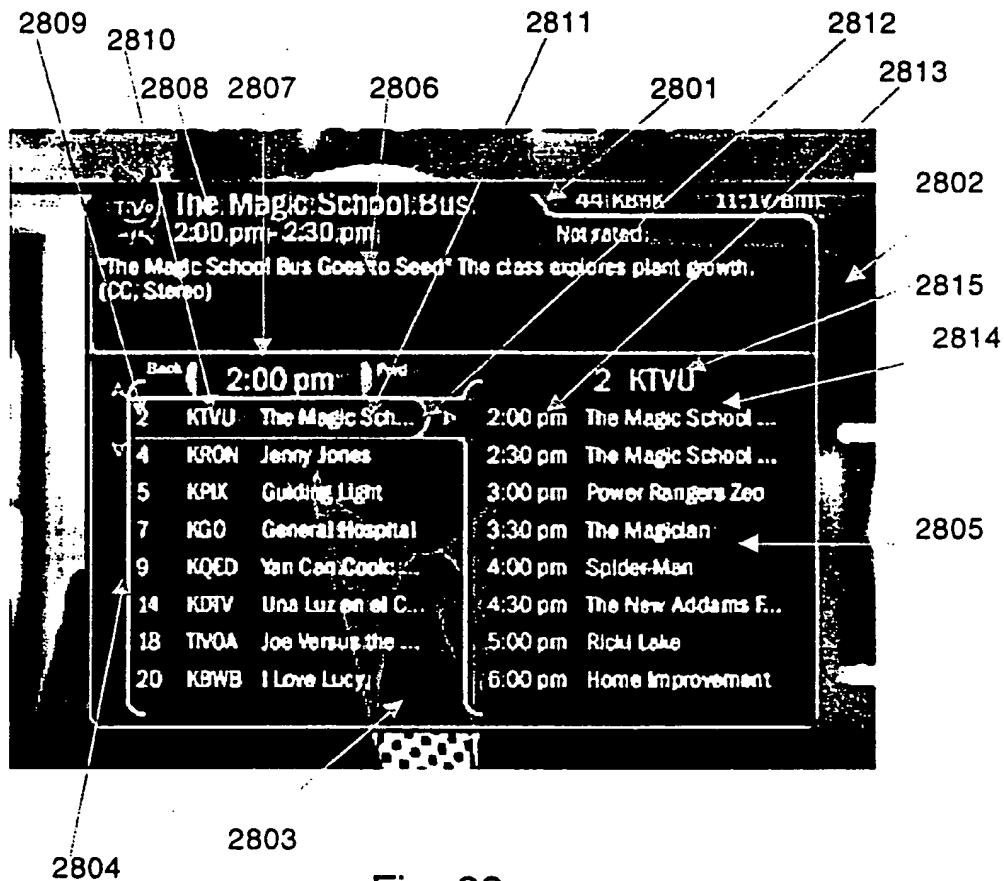 2809 2810 2811 2812
2808 2807 2806 2801 2813
2802
TiVo The Magic School Bus 44 KBHK
2:00 pm - 2:30 pm Not rated
"The Magic School Bus Goes to Seed" The class explores plant growth.
(CC, Stereo)
2815
2814
Back 2:00 pm Fwd 2 KTVU
2 KTVU The Magic Sch... 2:00 pm The Magic School ...
4 KRON Jenny Jones 2:30 pm The Magic School ...
5 KPIX Guiding Light 3:00 pm Power Rangers Zeo
7 KGO General Hospital 3:30 pm The Magician
2805
9 KQED Yan Can Cook: ... 4:00 pm Spider-Man
14 KDTV Una Luz en el C... 4:30 pm The New Addams F...
18 TIVOA Joe Versus the ... 5:00 pm Ricki Lake
20 KBWB I Love Lucy 6:00 pm Home Improvement
2803
2804